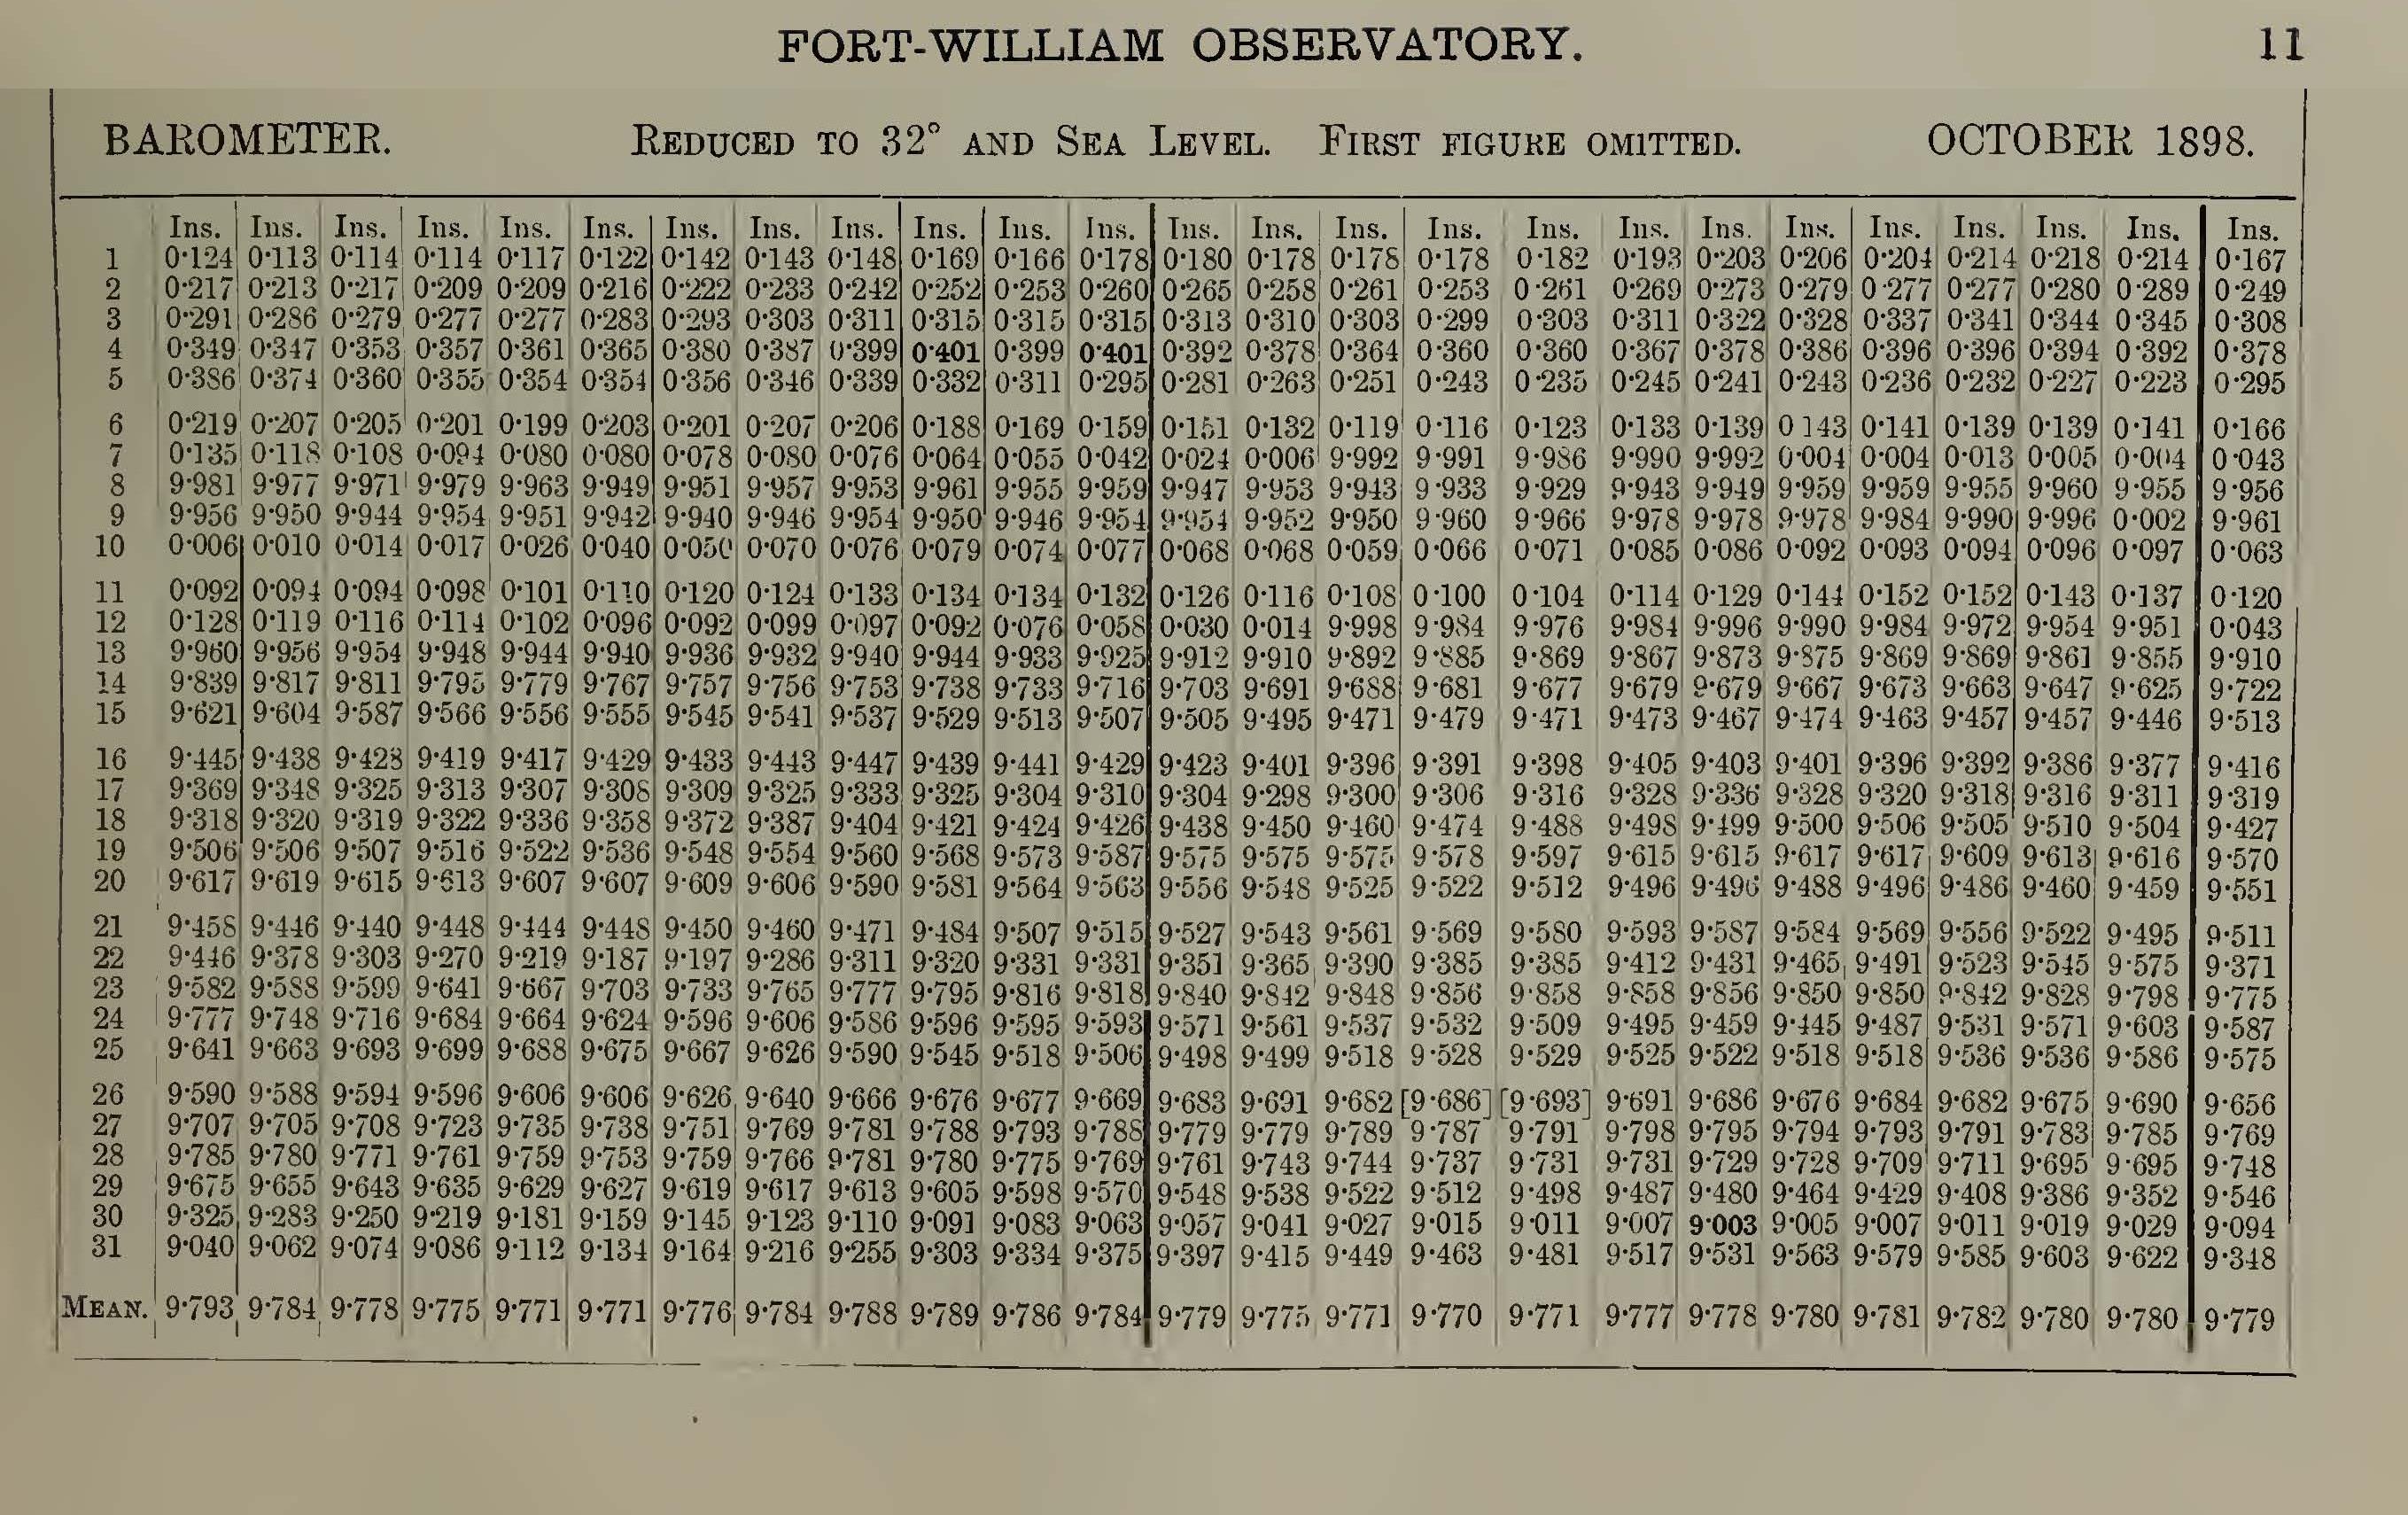 FORT-WILLIAM OBSERVATORY. 11
BAROMETER. REDUCED TO 32° AND SEA LEVEL. FIRST FIGURE OMITTED. OCTOBER 1898.
Ins. Ins. Ins. Ins. Ins. Ins. Ins. Ins. Ins. Ins. Ins. Ins. Ins. Ins. Ins. Ins. Ins. Ins. Ins. Ins. Ins. Ins. Ins. Ins. Ins.
1 0·124 0·113 0·114 0·114 0·117 0·122 0·142 0·143 0·148 0·169 0·166 0·178 0·180 0·178 0·178 0·178 0·182 0·193 0·203 0·206 0·204 0·214 0·218 0·214 0·167
2 0·217 0·213 0·217 0·209 0·209 0·216 0·222 0·233 0·242 0·252 0·253 0·260 0·265 0·258 0·261 0·253 0·261 0·269 0·273 0·279 0·277 0·277 0·280 0·289 0·249
3 0·291 0·286 0·279 0·277 0·277 0·283 0·293 0·303 0·311 0·315 0·315 0·315 0·313 0·310 0·303 0·299 0·303 0·311 0·322 0·328 0·337 0·341 0·344 0·345 0·308
4 0·349 0·347 0·353 0·357 0·361 0·365 0·380 0·387 0·399 0·401 0·399 0·401 0·392 0·378 0·364 0·360 0·360 0·367 0·378 0·386 0·396 0·396 0·394 0·392 0·378
5 0·386 0·374 0·360 0·355 0·354 0·354 0·356 0·346 0·339 0·332 0·311 0·295 0·281 0·263 0·251 0·243 0·235 0·245 0·241 0·243 0·236 0·232 0·227 0·223 0·295
6 0·219 0·207 0·205 0·201 0·199 0·203 0·201 0·207 0·206 0·188 0·169 0·159 0·151 0·132 0·119 0·116 0·123 0·133 0·139 0 143 0·141 0·139 0·139 0·141 0·166
7 0·135 0·118 0·108 0·094 0·080 0·080 0·078 0·080 0·076 0·064 0·055 0·042 0·024 0·006 9·992 9·991 9·986 9·990 9·992 0·004 0·004 0·013 0·005 0·004 0·043
8 9·981 9·977 9·971 9·979 9·963 9·949 9·951 9·957 9·953 9·961 9·955 9·959 9·947 9·953 9·943 9·933 9·929 9·943 9·949 9·959 9·959 9·955 9·960 9·955 9·956
9 9·956 9·950 9·944 9·954 9·951 9·942 9·940 9·946 9·954 9·950 9·946 9·954 9·954 9·952 9·950 9·960 9·966 9·978 9·978 9·978 9·984 9·990 9·996 0·002 9·961
10 0·006 0·010 0·014 0·017 0·026 0·040 0·050 0·070 0·076 0·079 0·074 0·077 0·068 0·068 0·059 0·066 0·071 0·085 0·086 0·092 0·093 0·094 0·096 0·097 0·063
11 0·092 0·094 0·094 0·098 0·101 0·110 0·120 0·124 0·133 0·134 0·134 0·132 0·126 0·116 0·108 0·100 0·104 0·114 0·129 0·144 0·152 0·152 0·143 0·137 0·120
12 0·128 0·119 0·116 0·114 0·102 0·096 0·092 0·099 0·097 0·092 0·076 0·058 0·030 0·014 9·998 9·984 9·976 9·984 9·996 9·990 9·984 9·972 9·954 9·951 0·043
13 9·960 9·956 9·954 9·948 9·944 9·940 9·936 9·932 9·940 9·944 9·933 9·925 9·912 9·910 9·892 9·885 9·869 9·867 9·873 9·875 9·869 9·869 9·861 9·855 9·910
14 9·839 9·817 9·811 9·795 9·779 9·767 9·757 9·756 9·753 9·738 9·733 9·716 9·703 9·691 9·688 9·681 9·677 9·679 9·679 9·667 9·673 9·663 9·647 9·625 9·722
15 9·621 9·604 9·587 9·566 9·556 9·555 9·545 9·541 9·537 9·529 9·513 9·507 9·505 9·495 9·471 9·479 9·471 9·473 9·467 9·474 9·463 9·457 9·457 9·446 9·513
16 9·445 9·438 9·428 9·419 9·417 9·429 9·433 9·443 9·447 9·439 9·441 9·429 9·423 9·401 9·396 9·391 9·398 9·405 9·403 9·401 9·396 9·392 9·386 9·377 9·416
17 9·369 9·348 9·325 9·313 9·307 9·308 9·309 9·325 9·333 9·325 9·304 9·310 9·304 9·298 9·300 9·306 9·316 9·328 9·336 9·328 9·320 9·318 9·316 9·311 9·319
18 9·318 9·320 9·319 9·322 9·336 9·358 9·372 9·387 9·404 9·421 9·424 9·426 9·438 9·450 9·460 9·474 9·488 9·498 9·499 9·500 9·506 9·505 9·510 9·504 9·427
19 9·506 9·506 9·507 9·516 9·522 9·536 9·548 9·554 9·560 9·568 9·573 9·587 9·575 9·575 9·575 9·578 9·597 9·615 9·615 9·617 9·617 9·609 9·613 9·616 9·570
20 9·617 9·619 9·615 9·613 9·607 9·607 9·609 9·606 9·590 9·581 9·564 9·563 9·556 9·548 9·525 9·522 9·512 9·496 9·496 9·488 9·496 9·486 9·460 9·459 9·551
21 9·458 9·446 9·440 9·448 9·444 9·448 9·450 9·460 9·471 9·484 9·507 9·515 9·527 9·543 9·561 9·569 9·580 9·593 9·587 9·584 9·569 9·556 9·522 9·495 9·511
22 9·446 9·378 9·303 9·270 9·219 9·187 9·197 9·286 9·311 9·320 9·331 9·331 9·351 9·365 9·390 9·385 9·385 9·412 9·431 9·465 9·491 9·523 9·545 9·575 9·371
23 9·582 9·588 9·599 9·641 9·667 9·703 9·733 9·765 9·777 9·795 9·816 9·818 9·840 9·842 9·848 9·856 9·858 9·858 9·856 9·850 9·850 9·842 9·828 9·798 9·775
24 9·777 9·748 9·716 9·684 9·664 9·624 9·596 9·606 9·586 9·596 9·595 9·593 9·571 9·561 9·537 9·532 9·509 9·495 9·459 9·445 9·487 9·531 9·571 9·603 9·587
25 9·641 9·663 9·693 9·699 9·688 9·675 9·667 9·626 9·590 9·545 9·518 9·506 9·498 9·499 9·518 9·528 9·529 9·525 9·522 9·518 9·518 9·536 9·536 9·586 9·575
26 9·590 9·588 9·594 9·596 9·606 9·606 9·626 9·640 9·666 9·676 9·677 9·669 9·683 9·691 9·682 [9·686] [9·693] 9·691 9·686 9·676 9·684 9·682 9·675 9·690 9·656
27 9·707 9·705 9·708 9·723 9·735 9·738 9·751 9·769 9·781 9·788 9·793 9·788 9·779 9·779 9·789 9·787 9·791 9·798 9·795 9·794 9·793 9·791 9·783 9·785 9·769
28 9·785 9·780 9·771 9·761 9·759 9·753 9·759 9·766 9·781 9·780 9·775 9·769 9·761 9·743 9·744 9·737 9·731 9·731 9·729 9·728 9·709 9·711 9·695 9·695 9·748
29 9·675 9·655 9·643 9·635 9·629 9·627 9·619 9·617 9·613 9·605 9·598 9·570 9·548 9·538 9·522 9·512 9·498 9·487 9·480 9·464 9·429 9·408 9·386 9·352 9·546
30 9·325 9·283 9·250 9·219 9·181 9·159 9·145 9·123 9·110 9·091 9·083 9·063 9·057 9·041 9·027 9·015 9·011 9·007 9·003 9·005 9·007 9·011 9·019 9·029 9·094
31 9·040 9·062 9·074 9·086 9·112 9·134 9·164 9·216 9·255 9·303 9·334 9·375 9·397 9·415 9·449 9·463 9·481 9·517 9·531 9·563 9·579 9·585 9·603 9·622 9·348
MEAN. 9·793 9·784 9·778 9·775 9·771 9·771 9·776 9·784 9·788 9·789 9·786 9·784 9·779 9·775 9·771 9·770 9·771 9·777 9·778 9·780 9·781 9·782 9·780 9·780 9·779